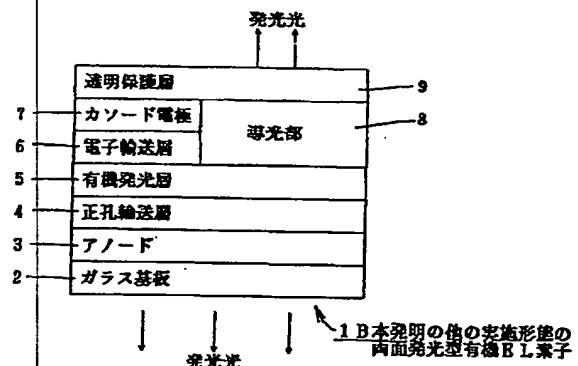 発光光
透明保護層 9
7 カソード電極
導光部 8
6 電子輸送層
5 有機発光層
4 正孔輸送層
3 アノード
2 ガラス基板
1B本発明の他の実施形態の
両面発光型有機EL素子
発光光